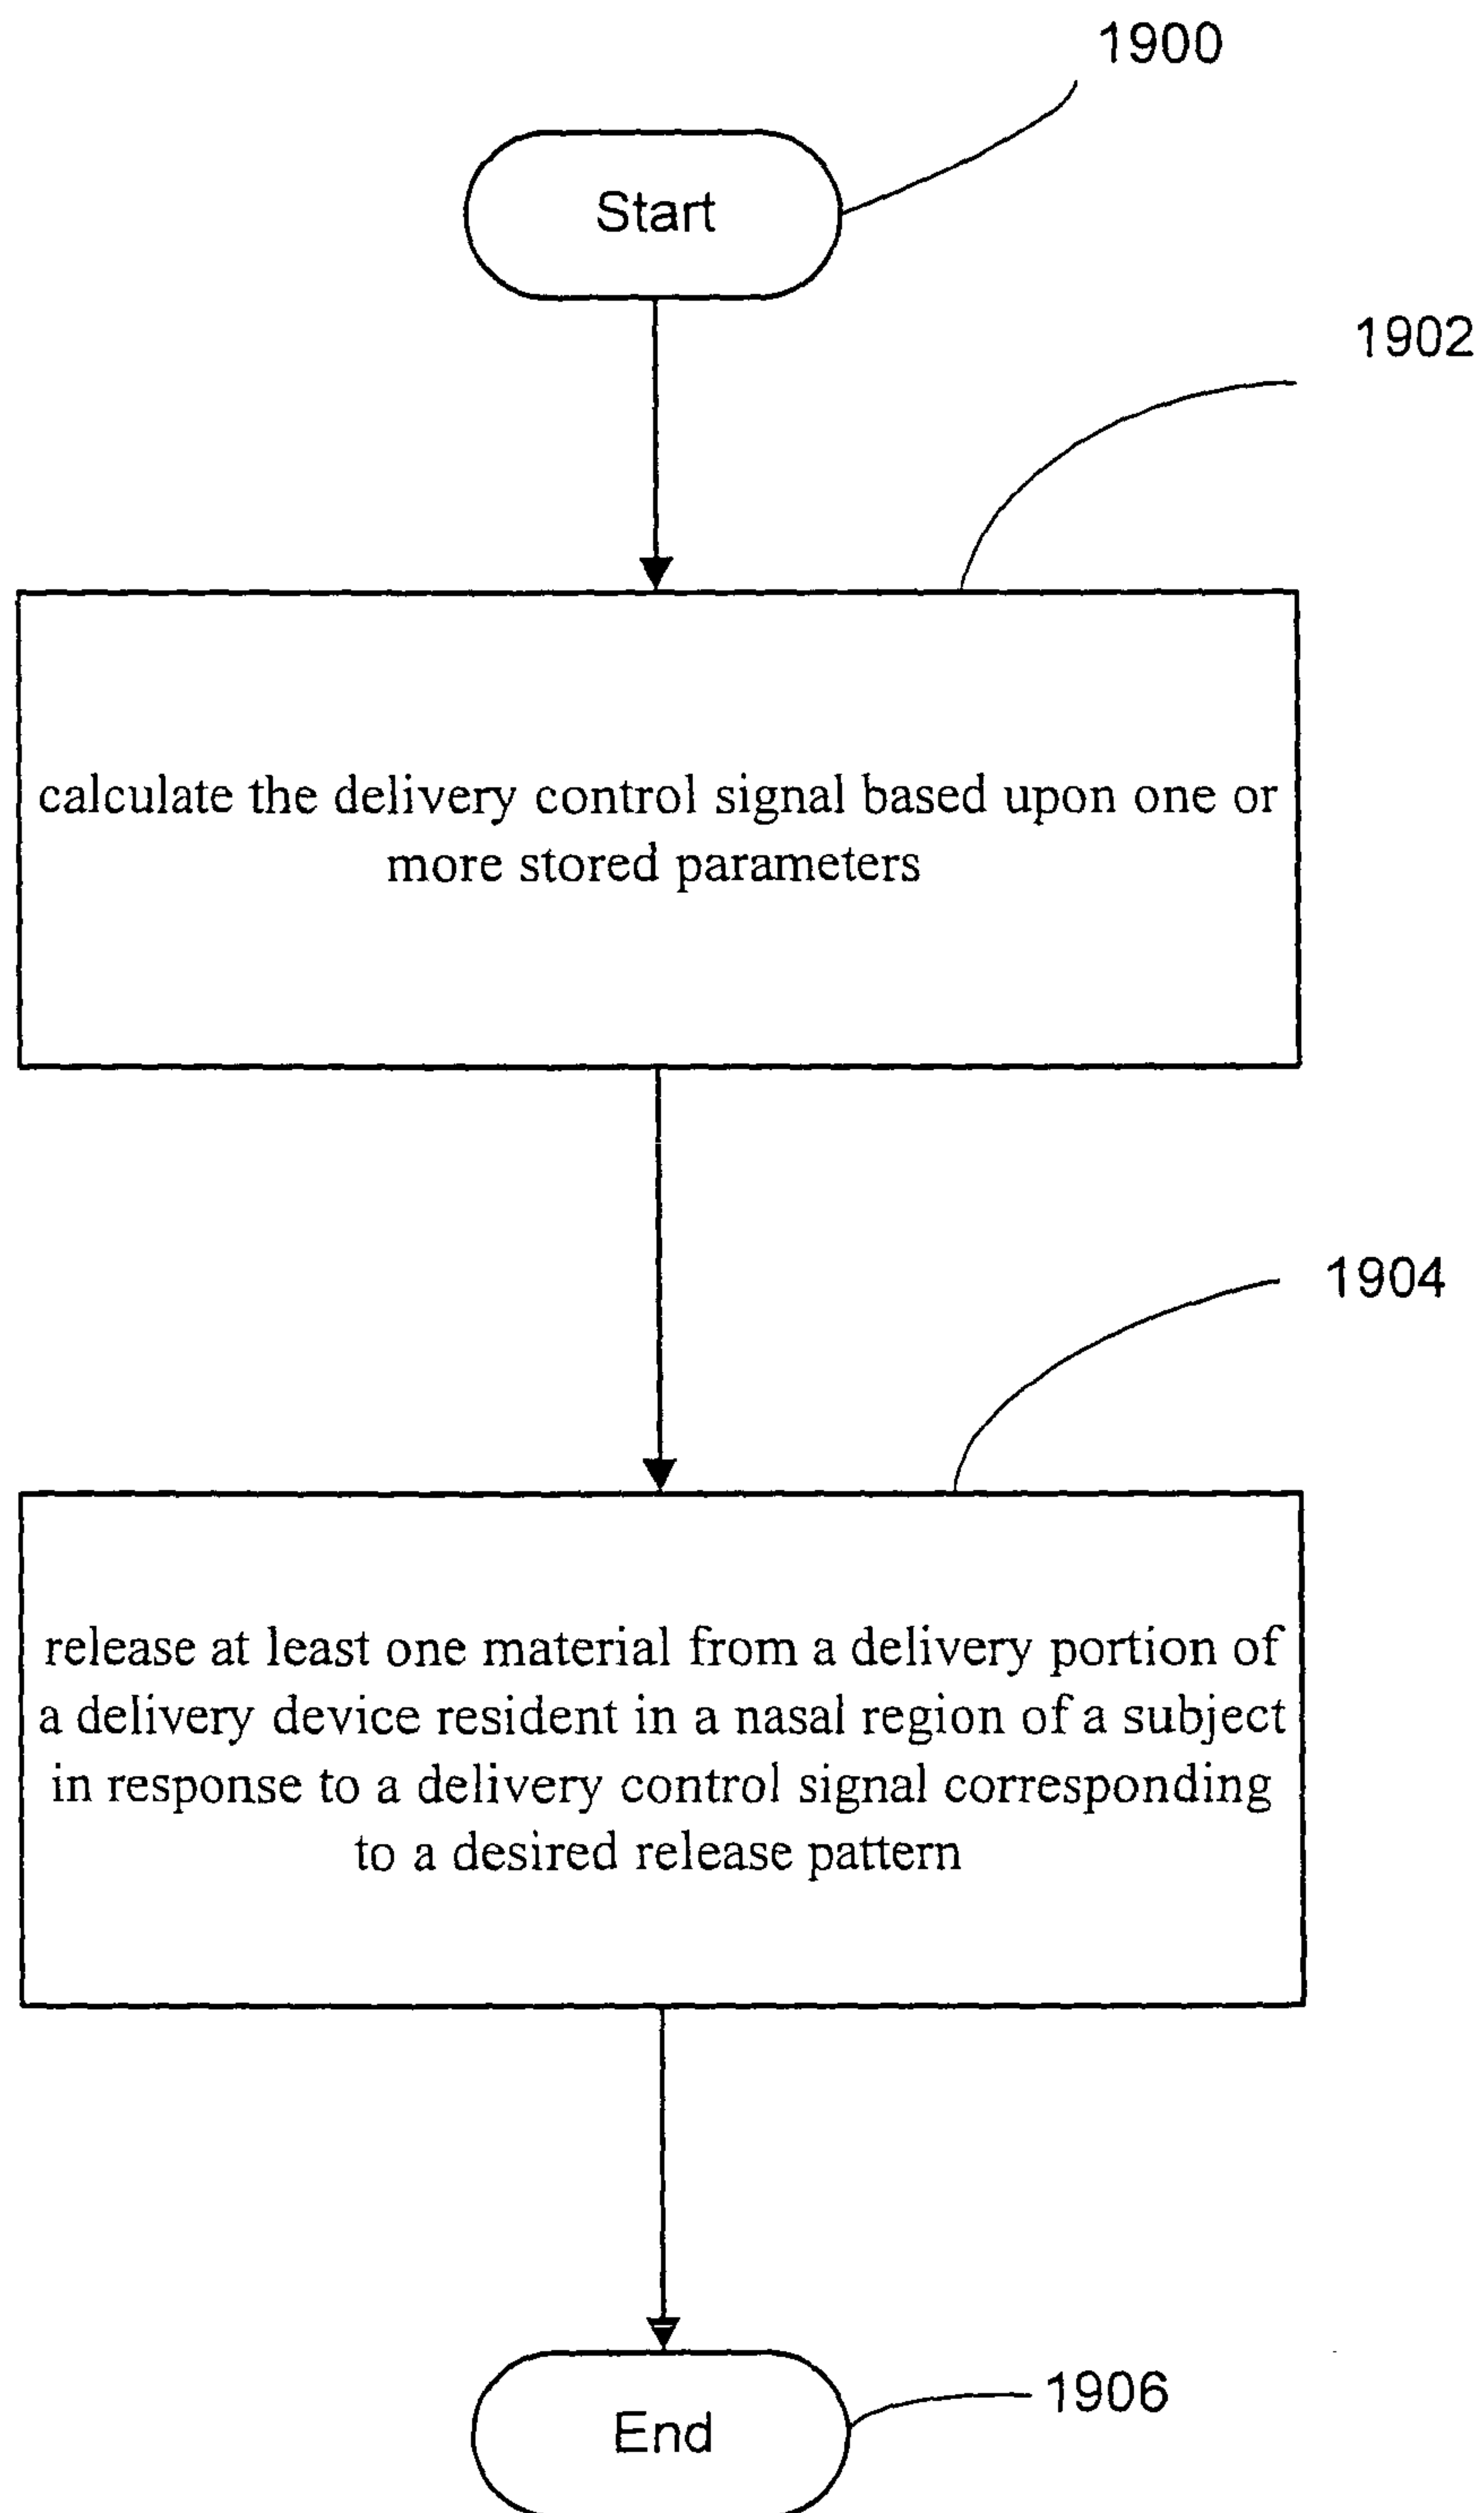 1900
Start
1902
calculate the delivery control signal based upon one or
more stored parameters
1904
release at least one material from a delivery portion of
a delivery device resident in a nasal region of a subject
in response to a delivery control signal corresponding
to a desired release pattern
1906
End